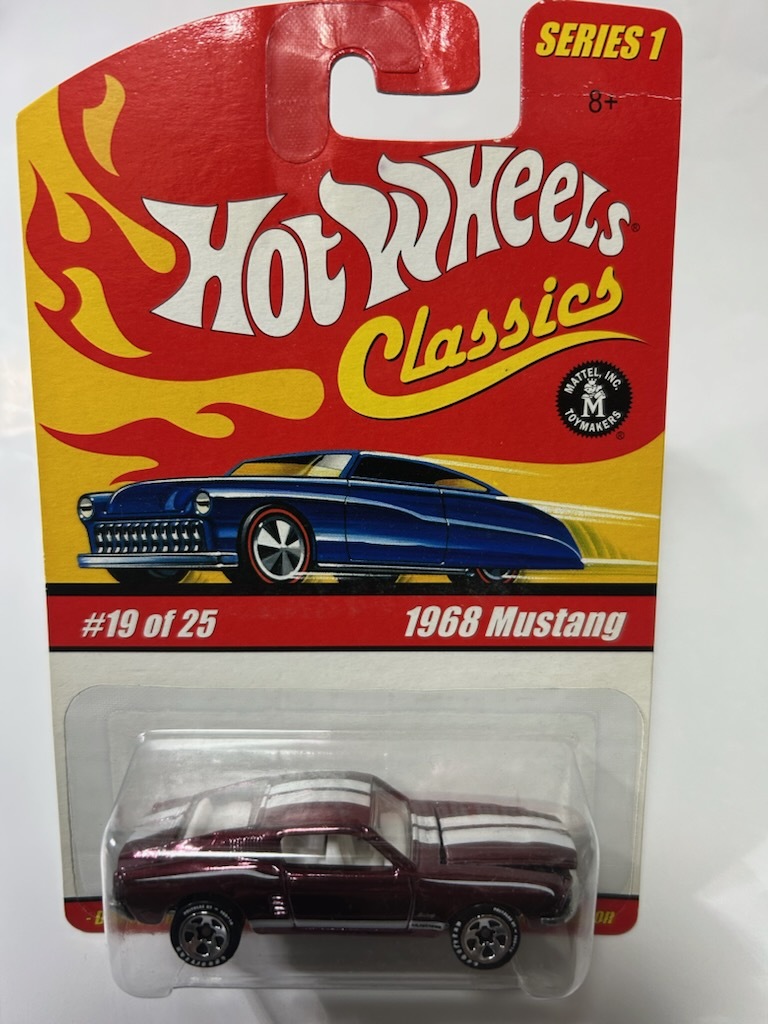 SERIES 1
8+
HOT WHEELS®
Classics
MATTEL, INC.
M
TOYMAKERS
®
#19 of 25
1968 Mustang